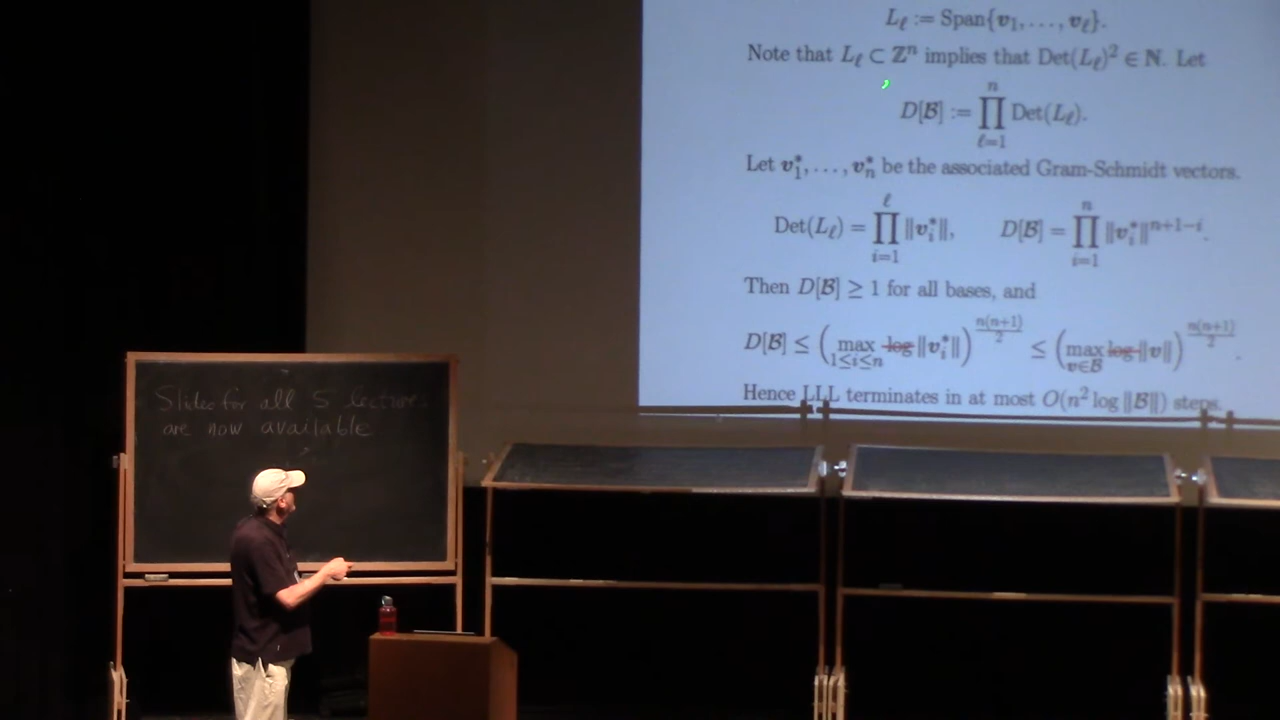 Slides for all 5 lectures
are now available
L_ℓ := Span{v_1, . . . , v_ℓ}.
Note that L_ℓ ⊂ ℤ^n implies that Det(L_ℓ)^2 ∈ ℕ. Let
D[ℬ] := ∏_{ℓ=1}^{n} Det(L_ℓ).
Let v_1^*, . . . , v_n^* be the associated Gram-Schmidt vectors.
Det(L_ℓ) = ∏_{i=1}^{ℓ} ‖v_i^*‖, D[ℬ] = ∏_{i=1}^{n} ‖v_i^*‖^{n+1−i}.
Then D[ℬ] ≥ 1 for all bases, and
D[ℬ] ≤ (max_{1≤i≤n} log ‖v_i^*‖)^{n(n+1)/2} ≤ (max_{v∈ℬ} log ‖v‖)^{n(n+1)/2}.
Hence LLL terminates in at most O(n^2 log ‖ℬ‖) steps.